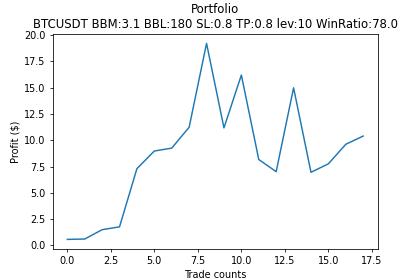 Portfolio
BTCUSDT BBM:3.1 BBL:180 SL:0.8 TP:0.8 lev:10 WinRatio:78.0
20.0
17.5
15.0
12.5
10.0
7.5
5.0
2.5
0.0
Profit ($)
0.0 2.5 5.0 7.5 10.0 12.5 15.0 17.5
Trade counts